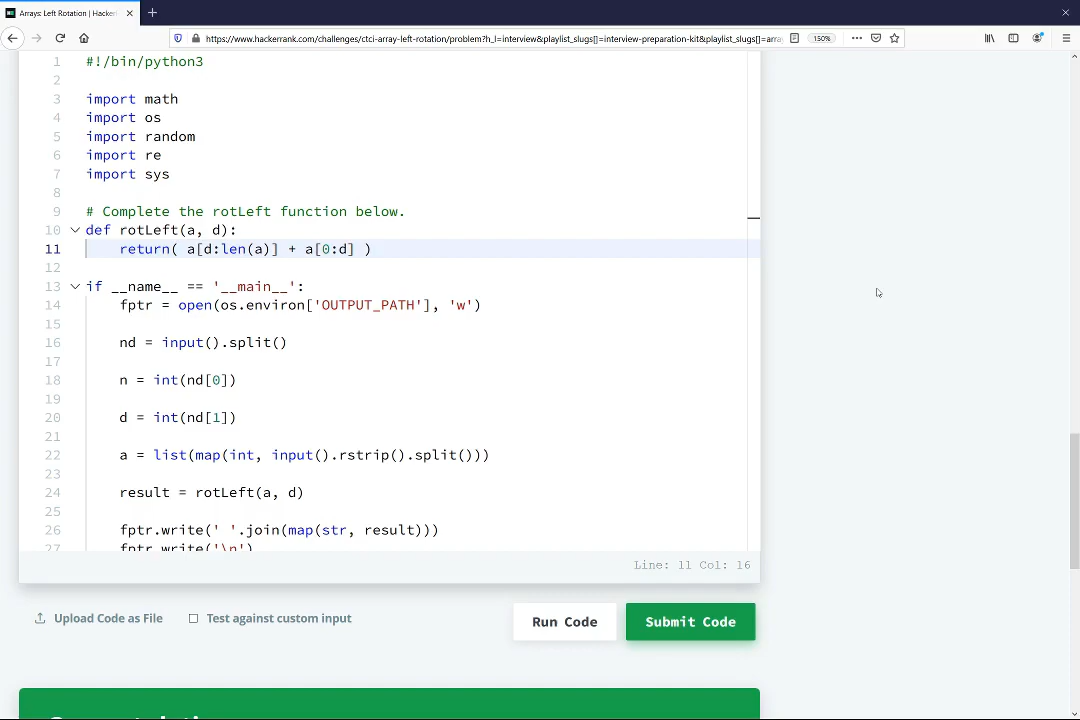 Arrays: Left Rotation | Hacker
https://www.hackerrank.com/challenges/ctci-array-left-rotation/problem?h_l=interview&playlist_slugs[]=interview-preparation-kit&playlist_slugs[]=arra
150%
1 #!/bin/python3
2
3 import math
4 import os
5 import random
6 import re
7 import sys
8
9 # Complete the rotLeft function below.
10 def rotLeft(a, d):
11 return( a[d:len(a)] + a[0:d] )
12
13 if __name__ == '__main__':
14 fptr = open(os.environ['OUTPUT_PATH'], 'w')
15
16 nd = input().split()
17
18 n = int(nd[0])
19
20 d = int(nd[1])
21
22 a = list(map(int, input().rstrip().split()))
23
24 result = rotLeft(a, d)
25
26 fptr.write(' '.join(map(str, result)))
27 fptr.write('\n')
Line: 11 Col: 16
Upload Code as File
Test against custom input
Run Code
Submit Code